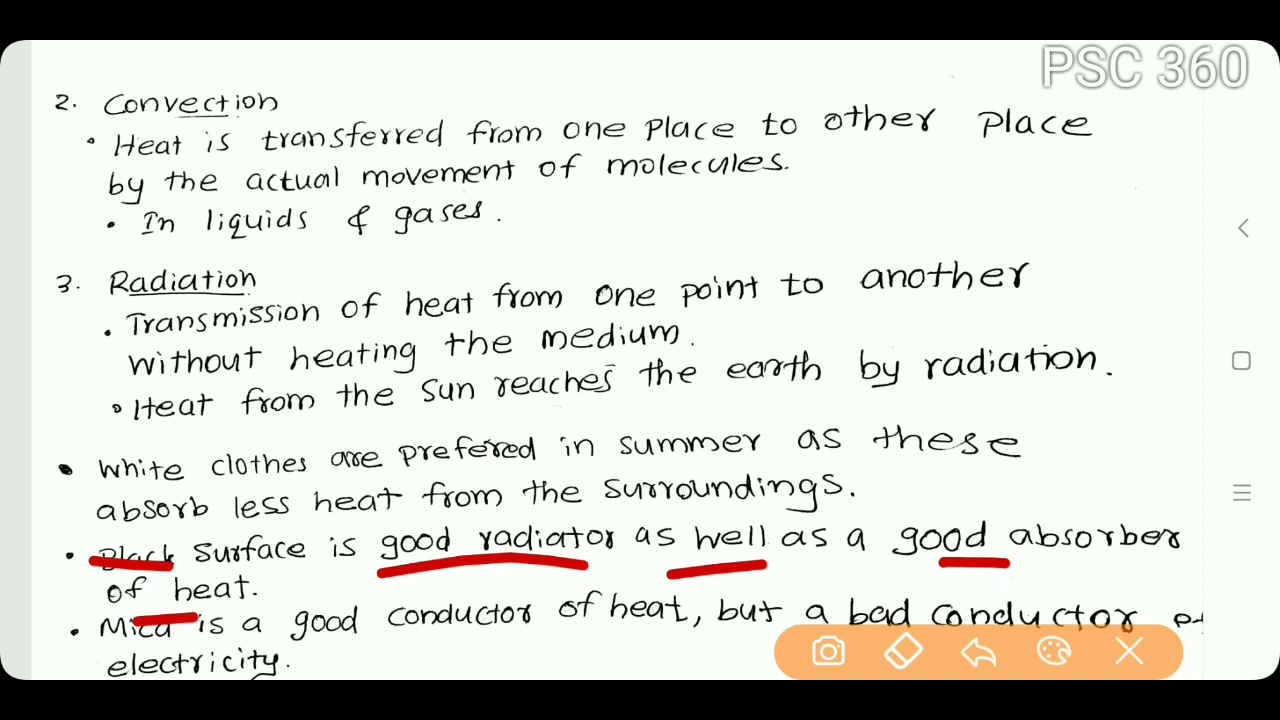 PSC 360
2. Convection
• Heat is transferred from one place to other place
by the actual movement of molecules.
• In liquids & gases.
3. Radiation
• Transmission of heat from one point to another
without heating the medium.
• Heat from the sun reaches the earth by radiation.
• White clothes are prefered in summer as these
absorb less heat from the surroundings.
• Black surface is good radiator as well as a good absorber
of heat.
• Mica is a good conductor of heat, but a bad conductor of
electricity.